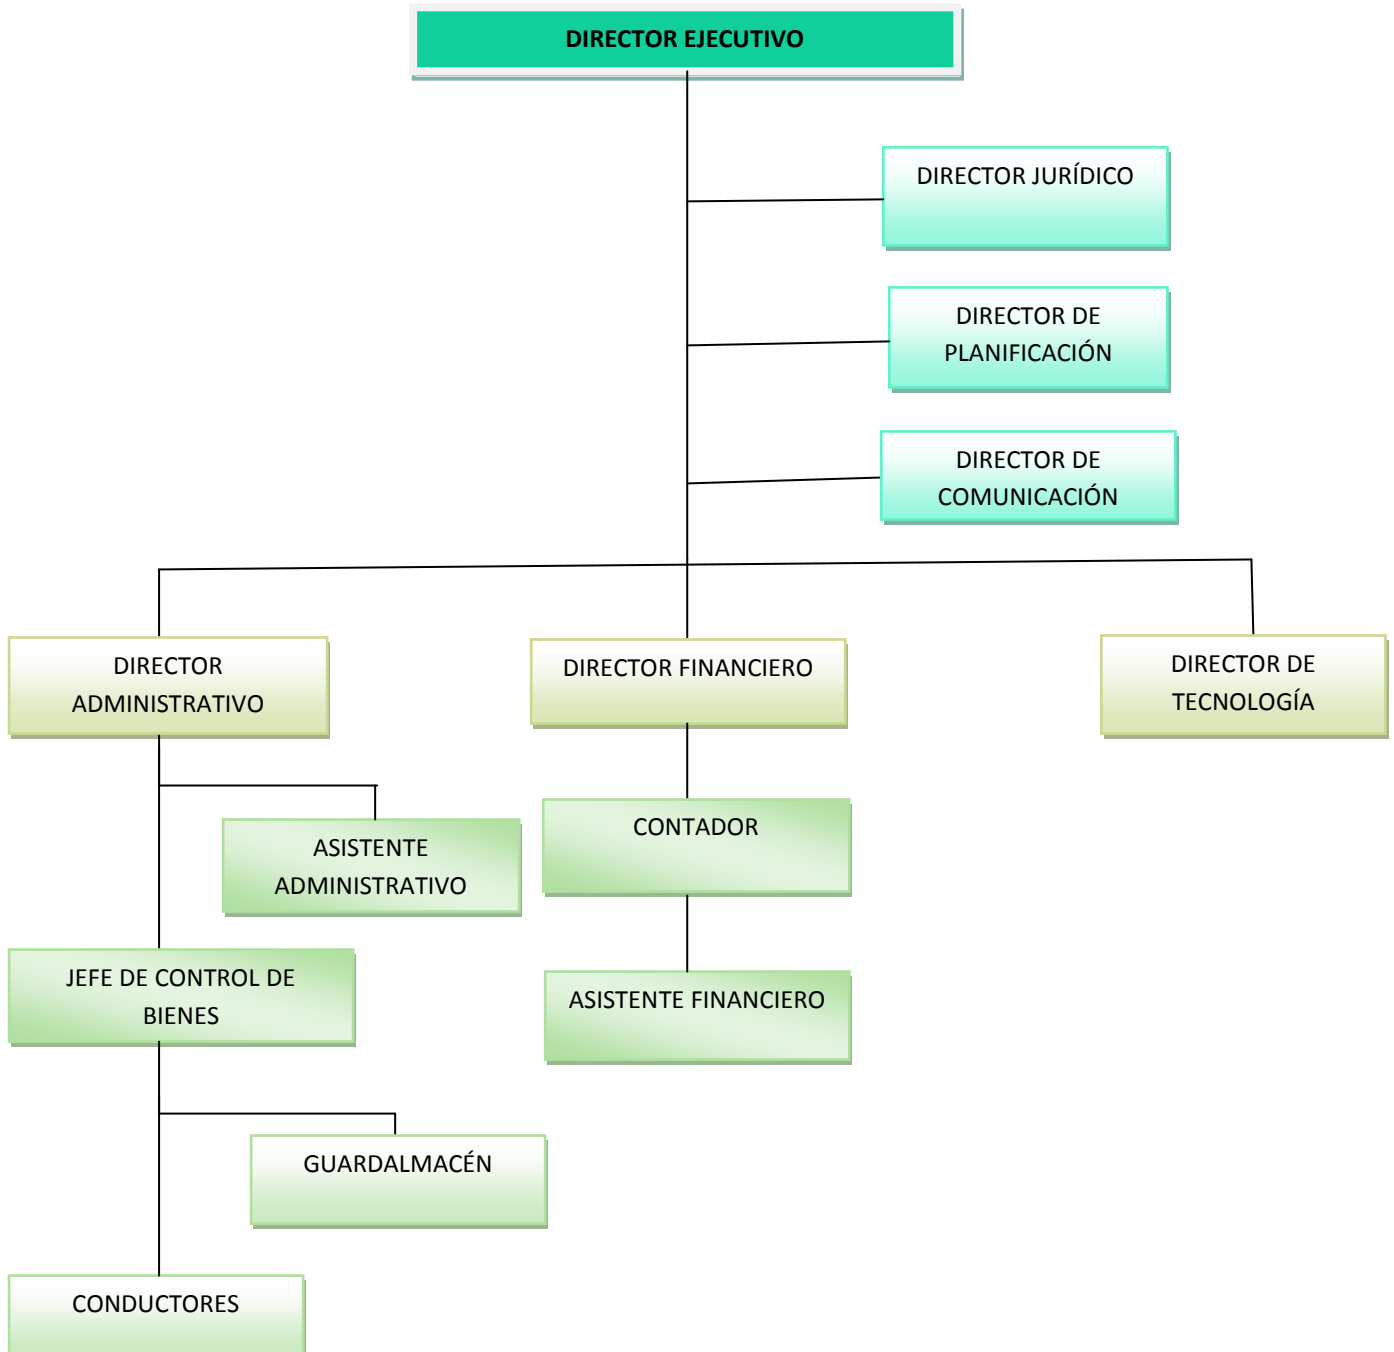 DIRECTOR EJECUTIVO
DIRECTOR JURÍDICO
DIRECTOR DE
PLANIFICACIÓN
DIRECTOR DE
COMUNICACIÓN
DIRECTOR
ADMINISTRATIVO
DIRECTOR FINANCIERO
DIRECTOR DE
TECNOLOGÍA
ASISTENTE
ADMINISTRATIVO
CONTADOR
JEFE DE CONTROL DE
BIENES
ASISTENTE FINANCIERO
GUARDALMACÉN
CONDUCTORES